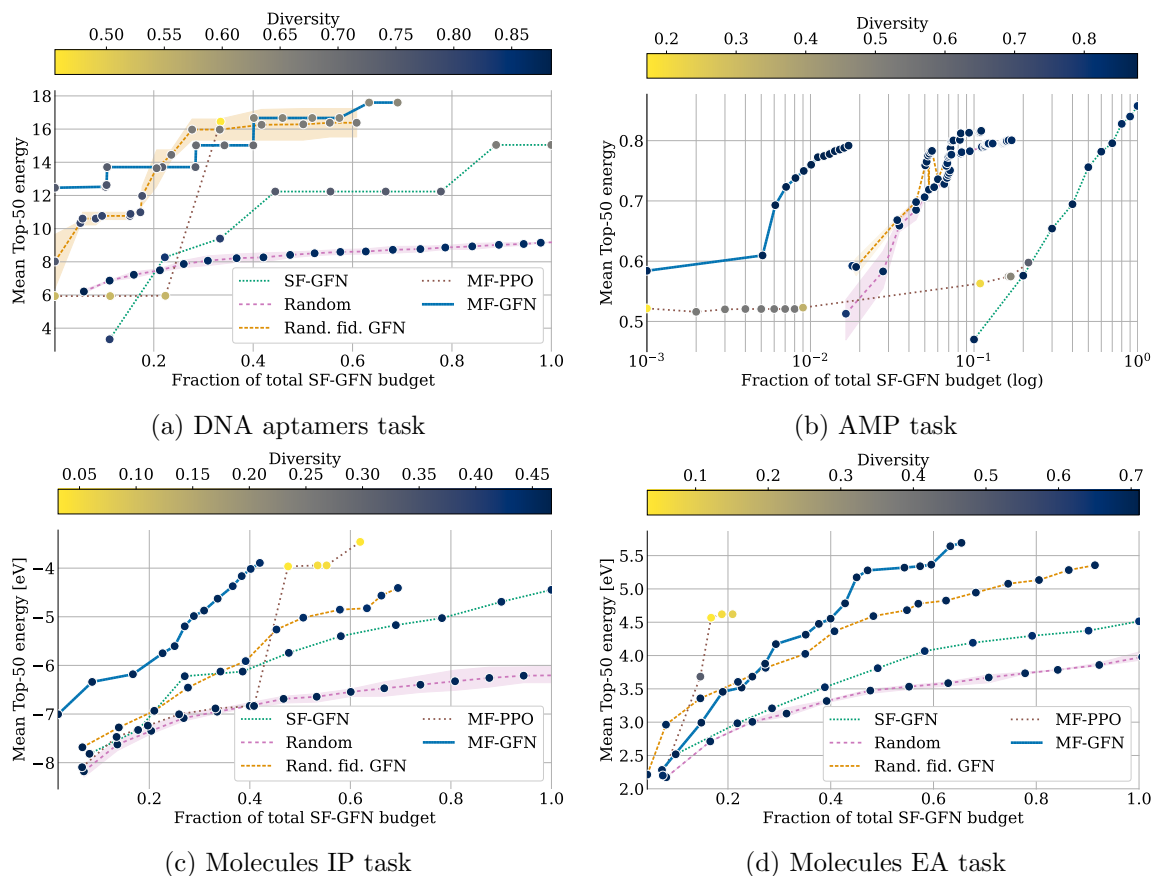 Diversity
0.50 0.55 0.60 0.65 0.70 0.75 0.80 0.85
18
16
14
12
10
8
6
4
Mean Top-50 energy
SF-GFN
Random
Rand. fid. GFN
MF-PPO
MF-GFN
0.2 0.4 0.6 0.8 1.0
Fraction of total SF-GFN budget
(a) DNA aptamers task
Diversity
0.2 0.3 0.4 0.5 0.6 0.7 0.8
0.8
0.7
0.6
0.5
Mean Top-50 energy
10⁻³ 10⁻² 10⁻¹ 10⁰
Fraction of total SF-GFN budget (log)
(b) AMP task
Diversity
0.05 0.10 0.15 0.20 0.25 0.30 0.35 0.40 0.45
−4
−5
−6
−7
−8
Mean Top-50 energy [eV]
SF-GFN
Random
Rand. fid. GFN
MF-PPO
MF-GFN
0.2 0.4 0.6 0.8 1.0
Fraction of total SF-GFN budget
(c) Molecules IP task
Diversity
0.1 0.2 0.3 0.4 0.5 0.6 0.7
5.5
5.0
4.5
4.0
3.5
3.0
2.5
2.0
Mean Top-50 energy [eV]
SF-GFN
Random
Rand. fid. GFN
MF-PPO
MF-GFN
0.2 0.4 0.6 0.8 1.0
Fraction of total SF-GFN budget
(d) Molecules EA task